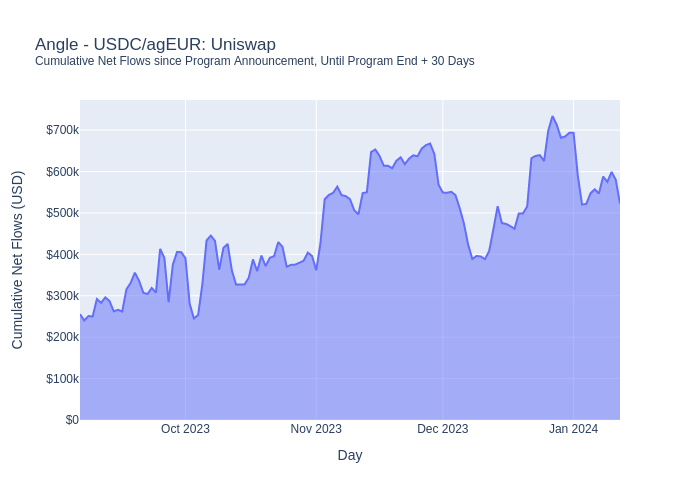 Angle - USDC/agEUR: Uniswap
Cumulative Net Flows since Program Announcement, Until Program End + 30 Days
Cumulative Net Flows (USD)
$700k
$600k
$500k
$400k
$300k
$200k
$100k
$0
Oct 2023 Nov 2023 Dec 2023 Jan 2024
Day